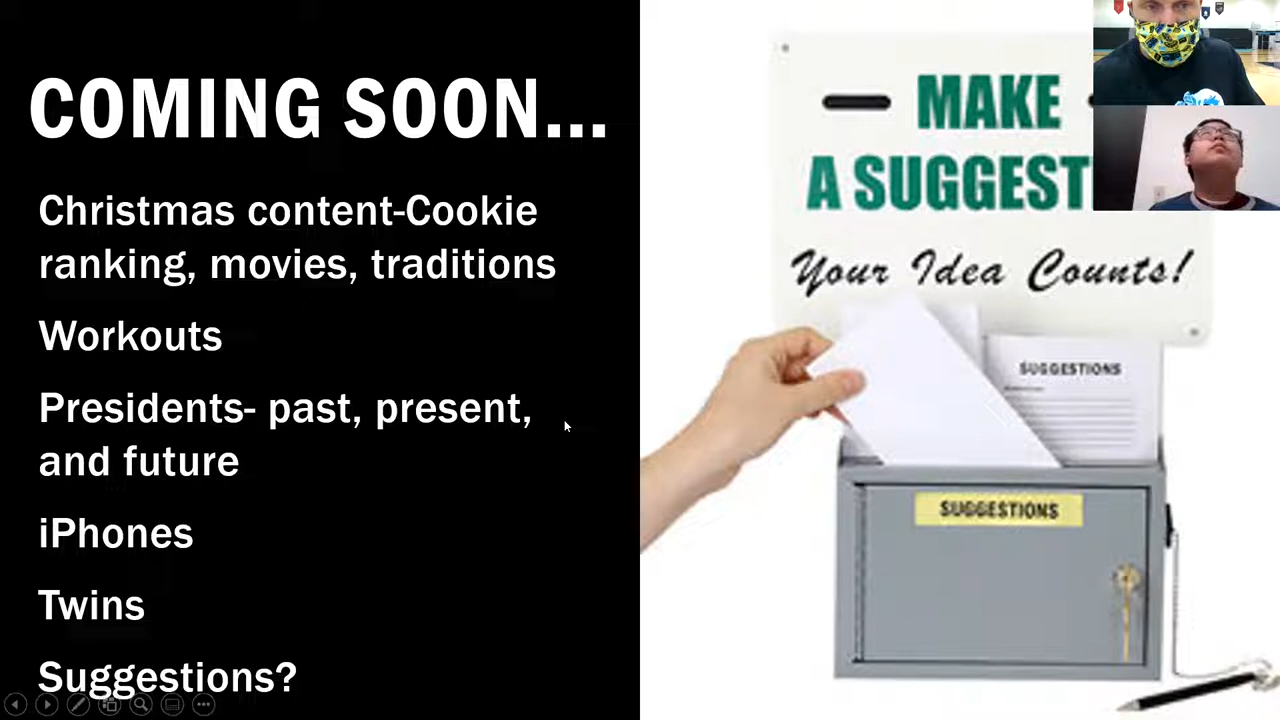 COMING SOON...
Christmas content-Cookie
ranking, movies, traditions
Workouts
Presidents- past, present,
and future
iPhones
Twins
Suggestions?
MAKE
A SUGGEST
Your Idea Counts!
SUGGESTIONS
SUGGESTIONS